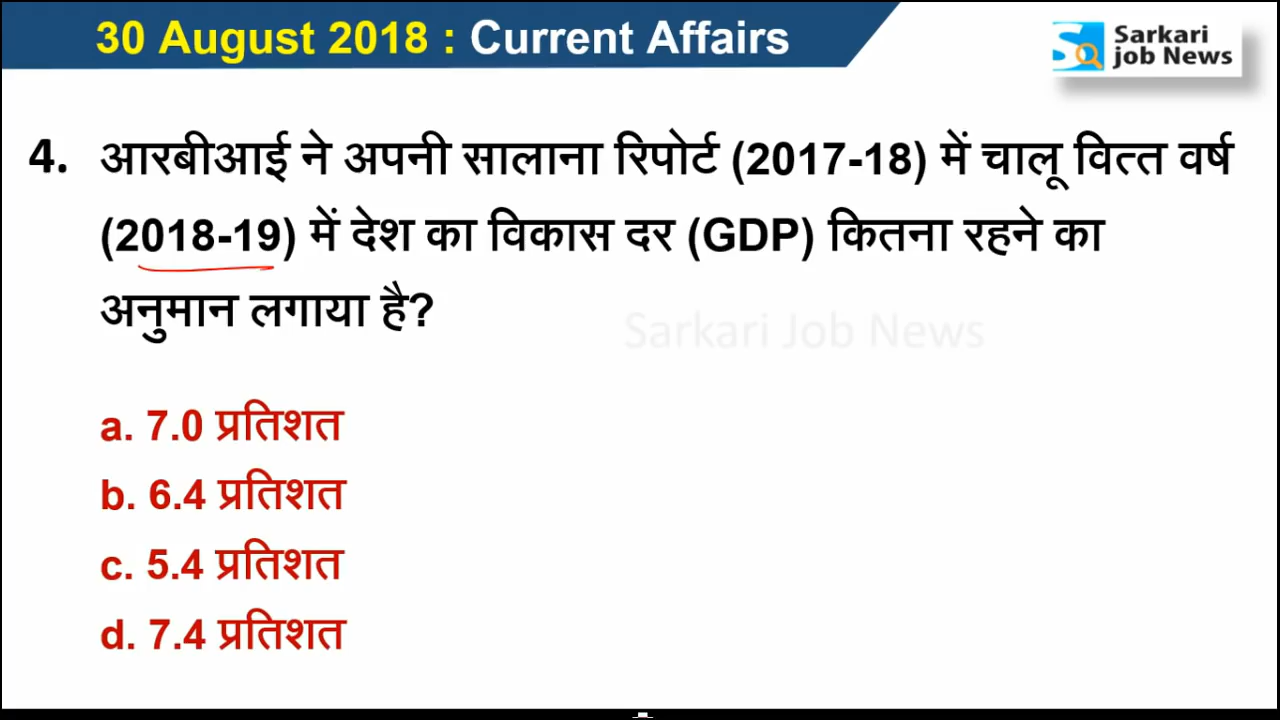 30 August 2018 : Current Affairs
Sarkari
job News
4. आरबीआई ने अपनी सालाना रिपोर्ट (2017-18) में चालू वित्त वर्ष
(2018-19) में देश का विकास दर (GDP) कितना रहने का
अनुमान लगाया है?
Sarkari Job News
a. 7.0 प्रतिशत
b. 6.4 प्रतिशत
c. 5.4 प्रतिशत
d. 7.4 प्रतिशत